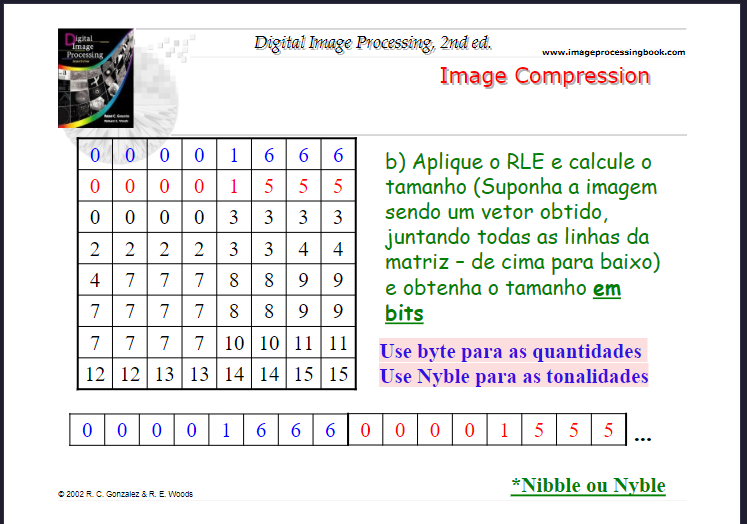 Digital Image Processing, 2nd ed.
www.imageprocessingbook.com
Digital
Image
Processing
Image Compression
0 0 0 0 1 6 6 6
0 0 0 0 1 5 5 5
0 0 0 0 3 3 3 3
2 2 2 2 3 3 4 4
4 7 7 7 8 8 9 9
7 7 7 7 8 8 9 9
7 7 7 7 10 10 11 11
12 12 13 13 14 14 15 15
b) Aplique o RLE e calcule o
tamanho (Suponha a imagem
sendo um vetor obtido,
juntando todas as linhas da
matriz – de cima para baixo)
e obtenha o tamanho em
bits
Use byte para as quantidades
Use Nyble para as tonalidades
0 0 0 0 1 6 6 6 0 0 0 0 1 5 5 5 ...
*Nibble ou Nyble
© 2002 R. C. Gonzalez & R. E. Woods